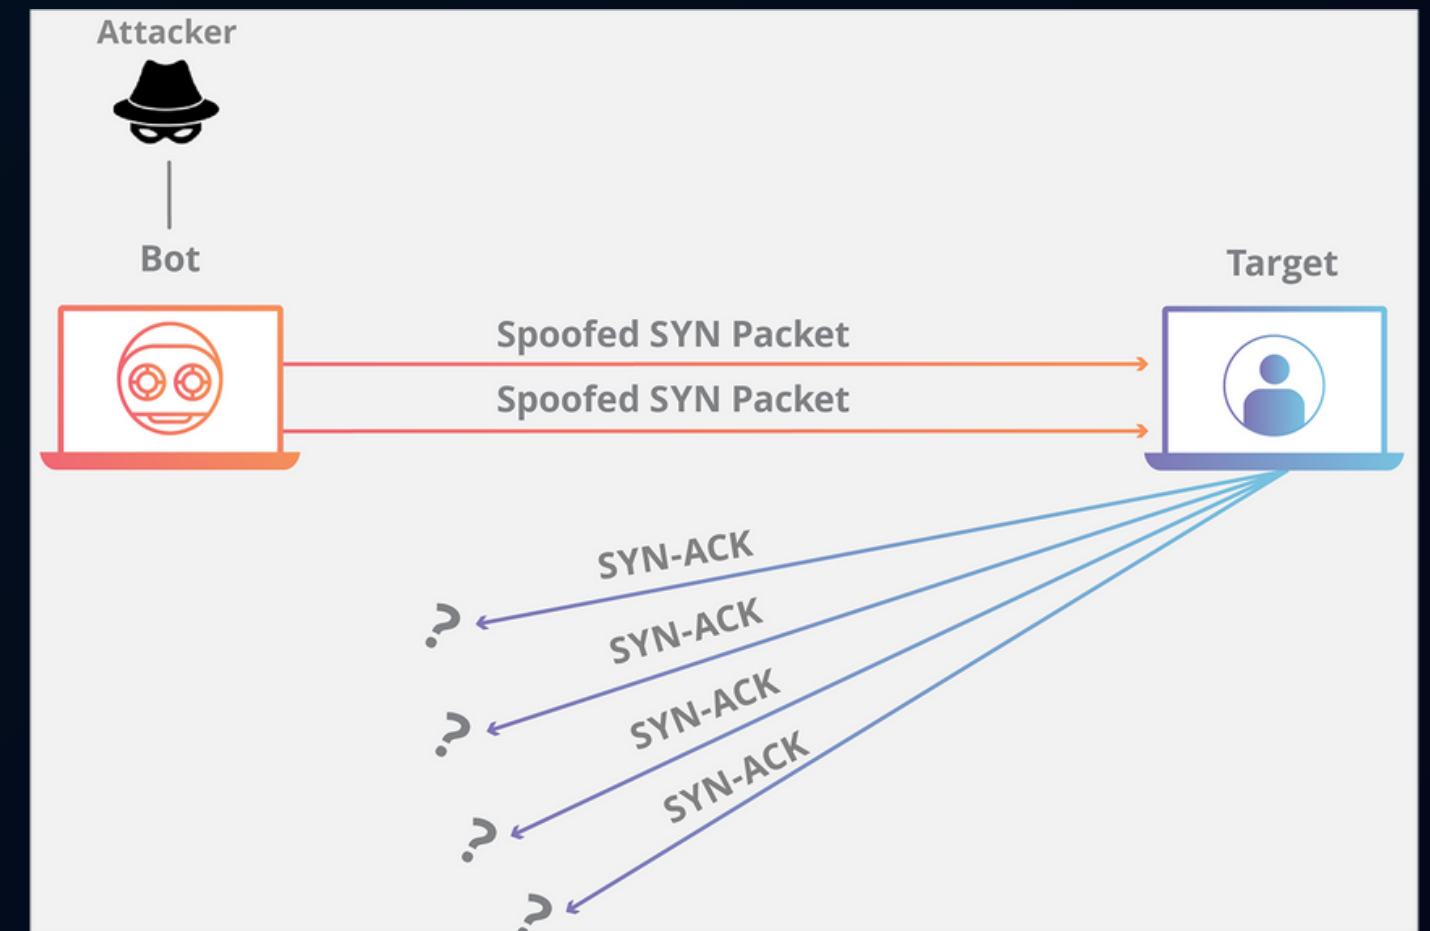 Attacker
Bot
Target
Spoofed SYN Packet
Spoofed SYN Packet
SYN-ACK
?
SYN-ACK
?
SYN-ACK
?
SYN-ACK
?